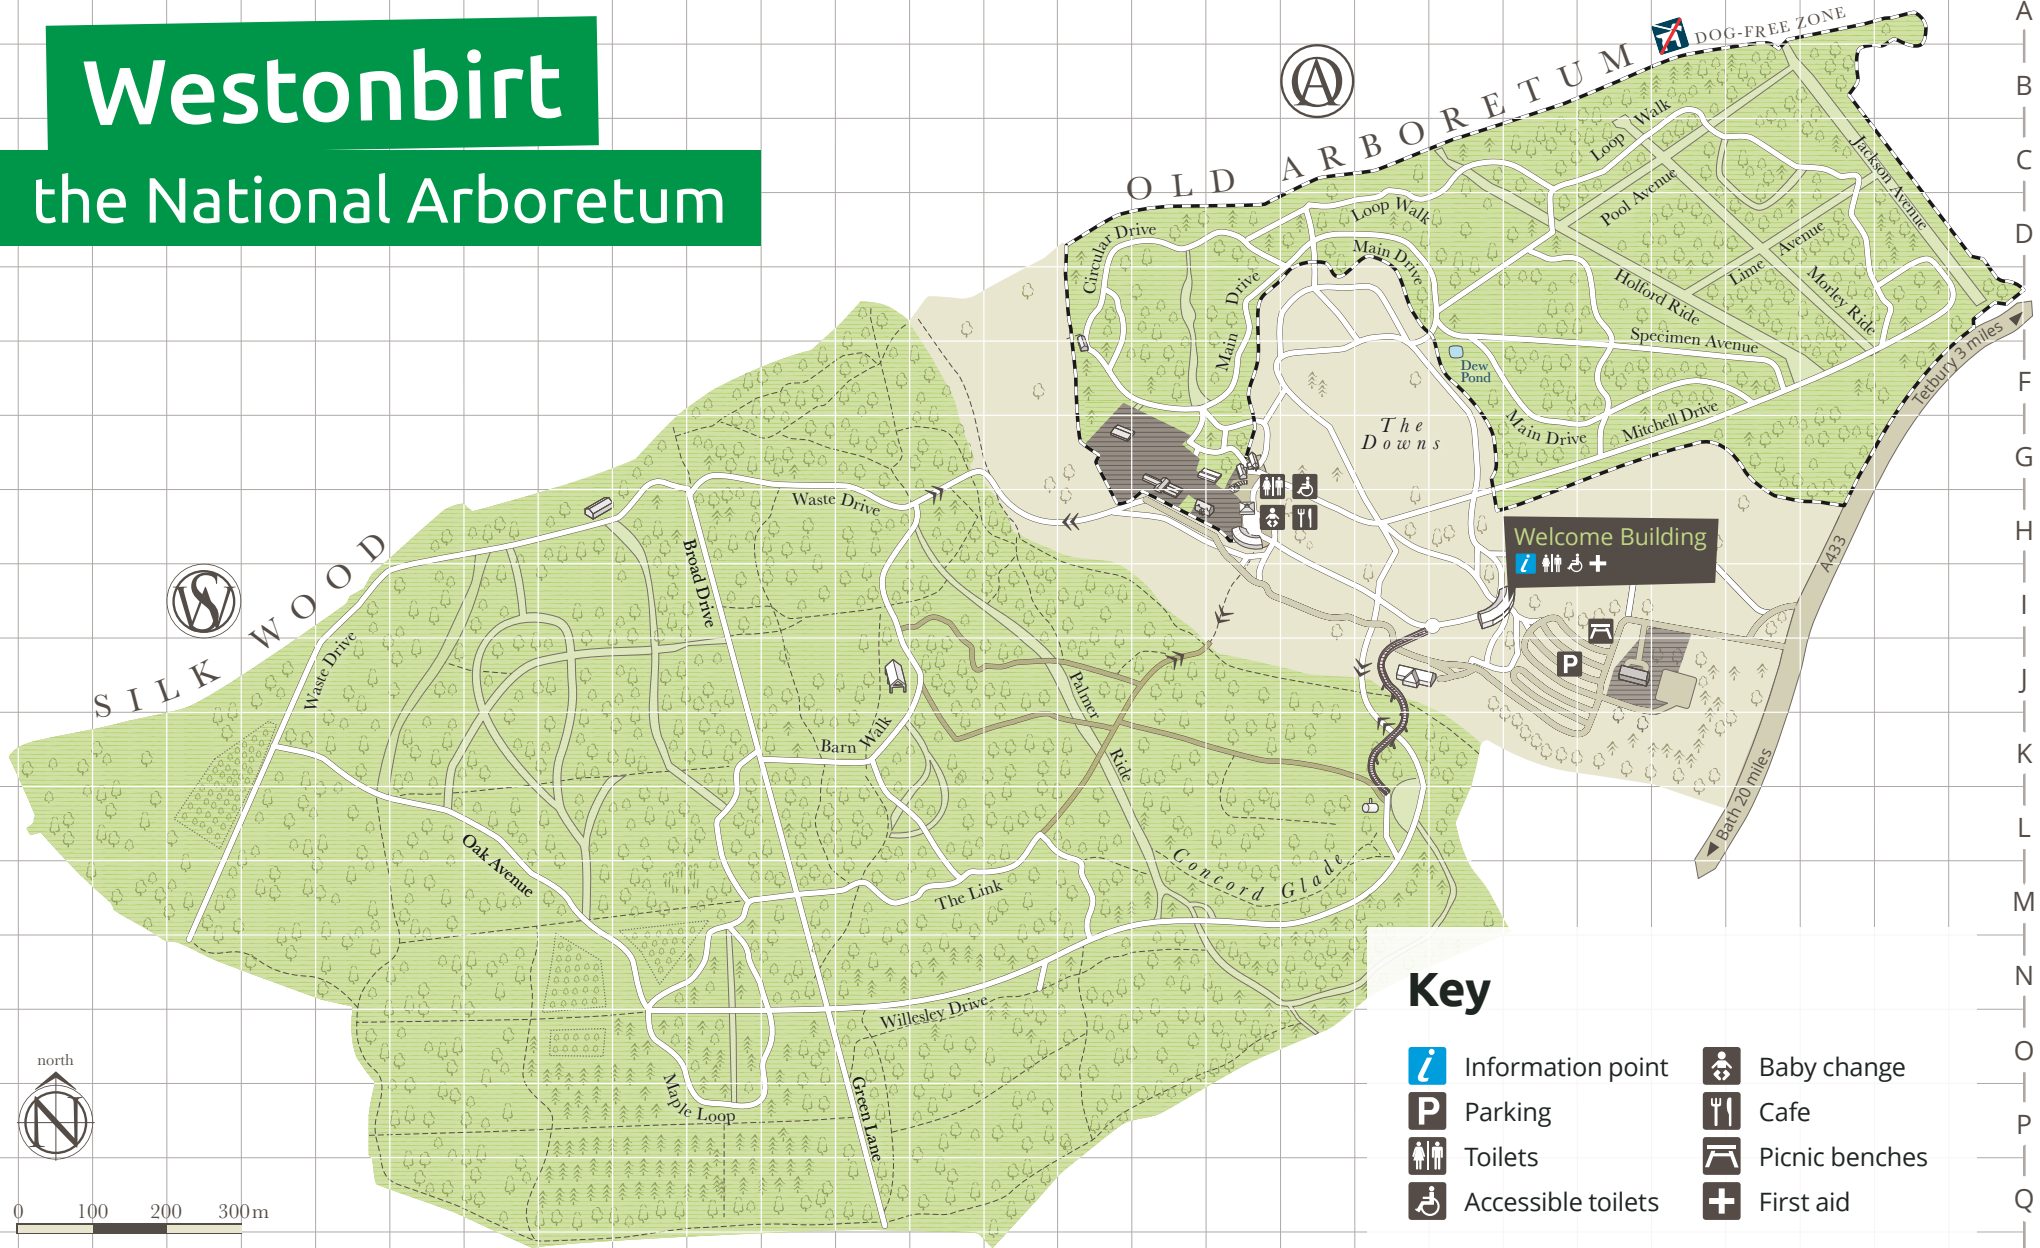 Westonbirt
the National Arboretum
A
B
C
D
F
G
H
I
J
K
L
M
N
O
P
Q
OLD ARBORETUM
DOG-FREE ZONE
A
SILK WOOD
SW
Loop Walk
Pool Avenue
Jackson Avenue
Lime Avenue
Morley Ride
Holford Ride
Specimen Avenue
Circular Drive
Loop Walk
Main Drive
Main Drive
Dew
Pond
The
Downs
Main Drive
Mitchell Drive
Tetbury 3 miles
A433
Bath 20 miles
Welcome Building
i
P
Waste Drive
Broad Drive
Waste Drive
Palmer Ride
Barn Walk
Oak Avenue
The Link
Concord Glade
Willesley Drive
Maple Loop
Green Lane
north
N
0 100 200 300m
Key
i Information point
P Parking
Toilets
Accessible toilets
Baby change
Cafe
Picnic benches
First aid